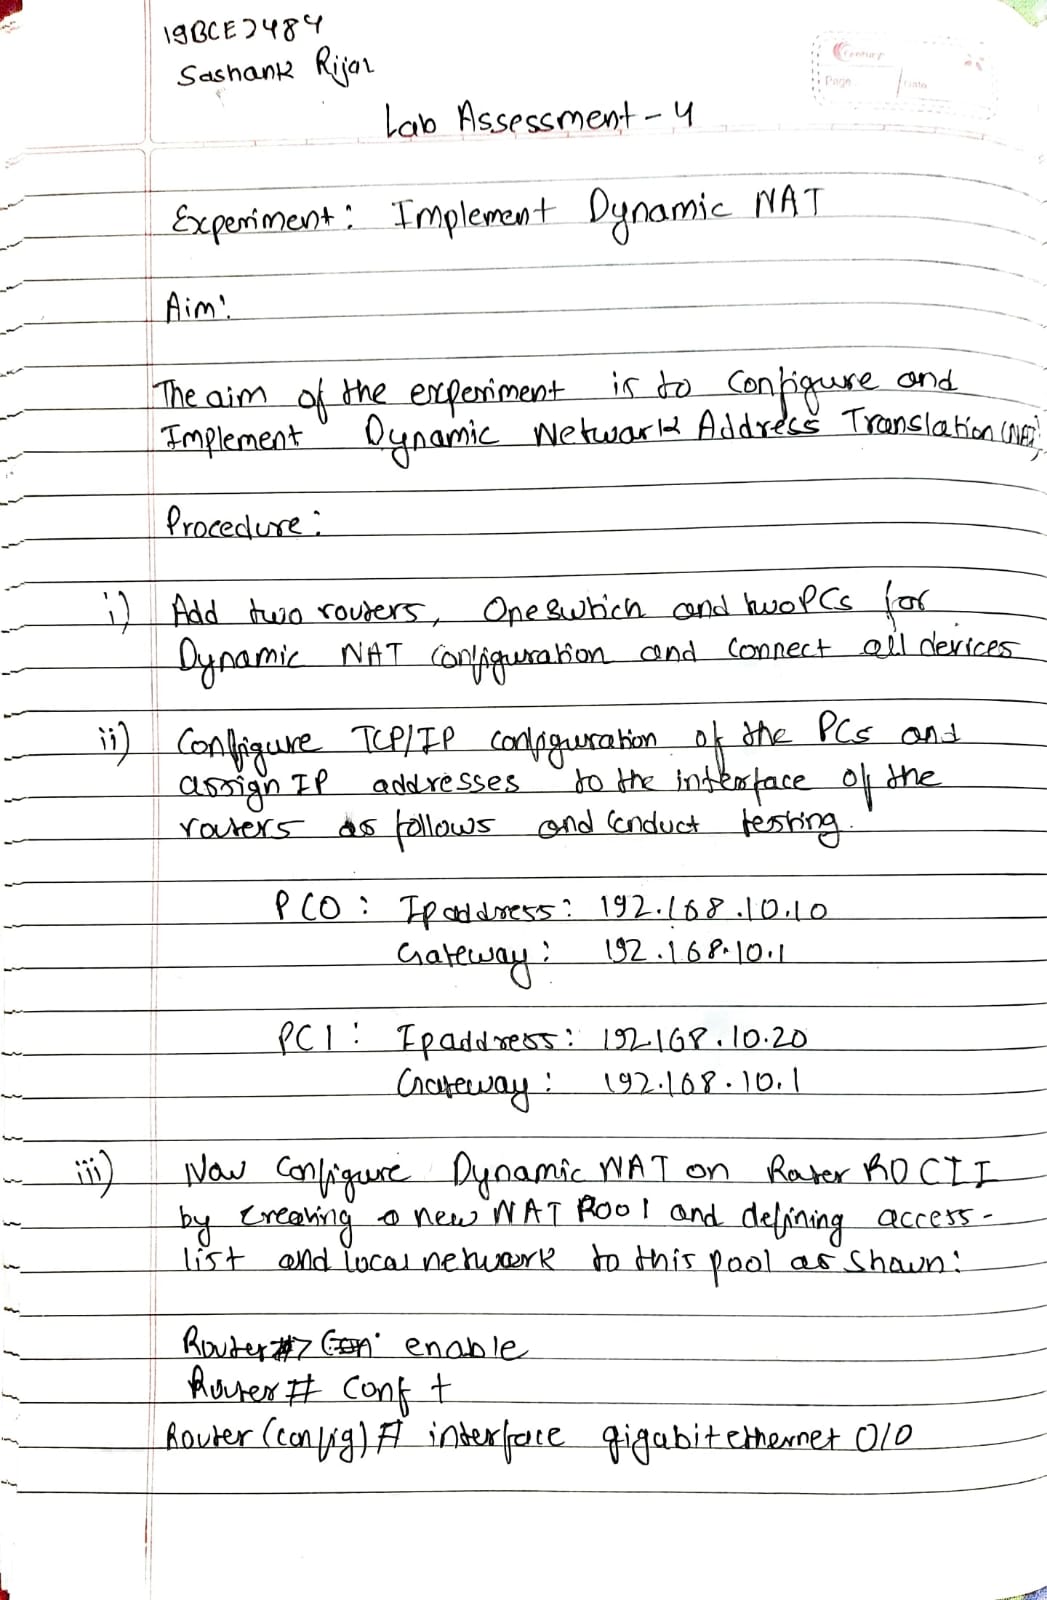 19BCE2484
Sashank Rijal
Century
Page
Date
Lab Assessment - 4
Experiment: Implement Dynamic NAT
Aim:
The aim of the experiment is to Configure and
Implement Dynamic Network Address Translation (NAT)
Procedure:
i) Add two routers, One swhich and two PCs for
Dynamic NAT Configuration and Connect all devices
ii) Configure TCP/IP configuration of the PCs and
assign IP addresses to the interface of the
routers as follows and Conduct testing.
PC0: Ip address: 192.168.10.10
Gateway: 192.168.10.1
PC1: Ip address: 192.168.10.20
Gateway: 192.168.10.1
iii) Now Configure Dynamic NAT on Router R0 CLI
by creating a new NAT Pool and defining access-
list and local network to this pool as shown:
Router > enable
Router # Conf t
Router (config) # interface gigabitethernet 0/0